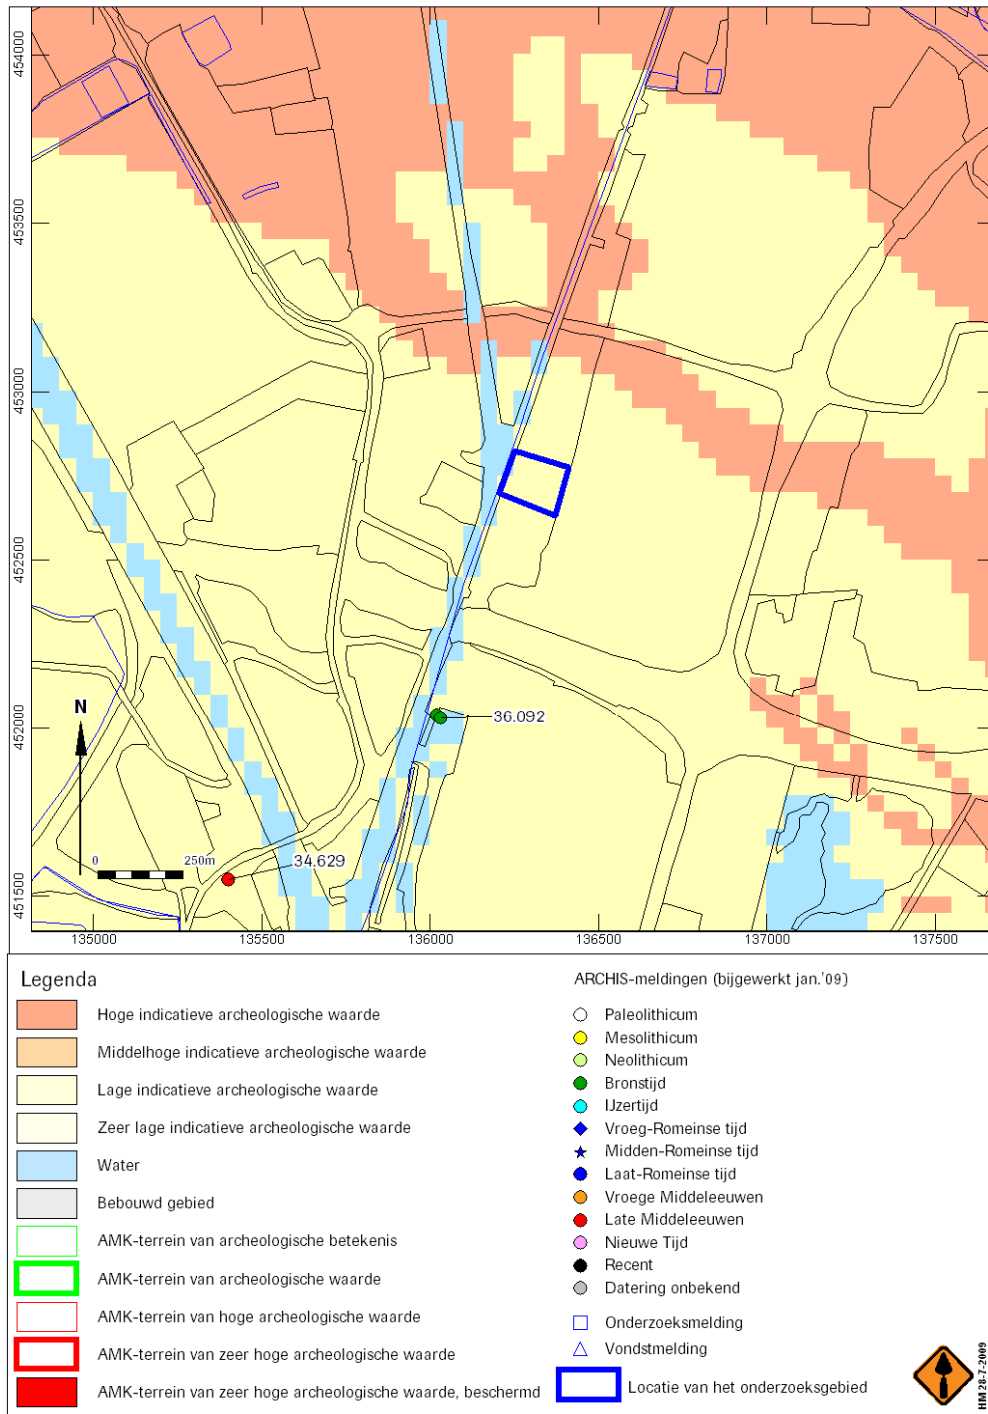 454000
453500
453000
452500
452000
451500
N
0 250m
36.092
34.629
135000 135500 136000 136500 137000 137500
Legenda
Hoge indicatieve archeologische waarde
Middelhoge indicatieve archeologische waarde
Lage indicatieve archeologische waarde
Zeer lage indicatieve archeologische waarde
Water
Bebouwd gebied
AMK-terrein van archeologische betekenis
AMK-terrein van archeologische waarde
AMK-terrein van hoge archeologische waarde
AMK-terrein van zeer hoge archeologische waarde
AMK-terrein van zeer hoge archeologische waarde, beschermd
ARCHIS-meldingen (bijgewerkt jan.'09)
Paleolithicum
Mesolithicum
Neolithicum
Bronstijd
IJzertijd
Vroeg-Romeinse tijd
Midden-Romeinse tijd
Laat-Romeinse tijd
Vroege Middeleeuwen
Late Middeleeuwen
Nieuwe Tijd
Recent
Datering onbekend
Onderzoeksmelding
Vondstmelding
Locatie van het onderzoeksgebied
HM 28-7-2009